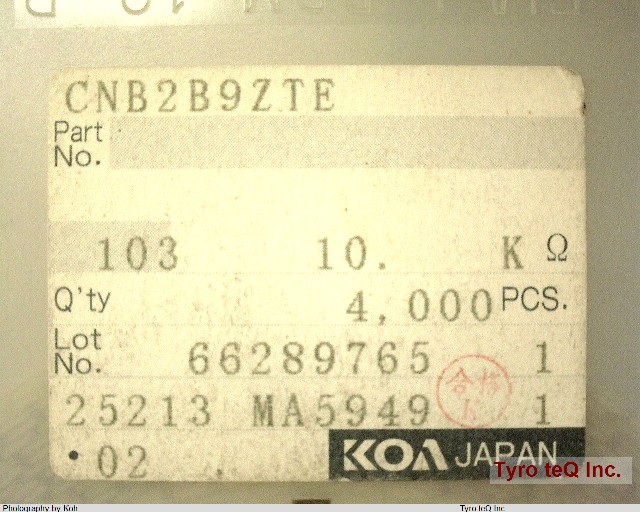 CNB2B9ZTE
Part
No.
103 10. K Ω
Q'ty 4,000 PCS.
Lot
No. 66289765 1
合格
25213 MA5949 1
• 02
KOA JAPAN
Tyro teQ Inc.
Photography by Koh Tyro teQ Inc